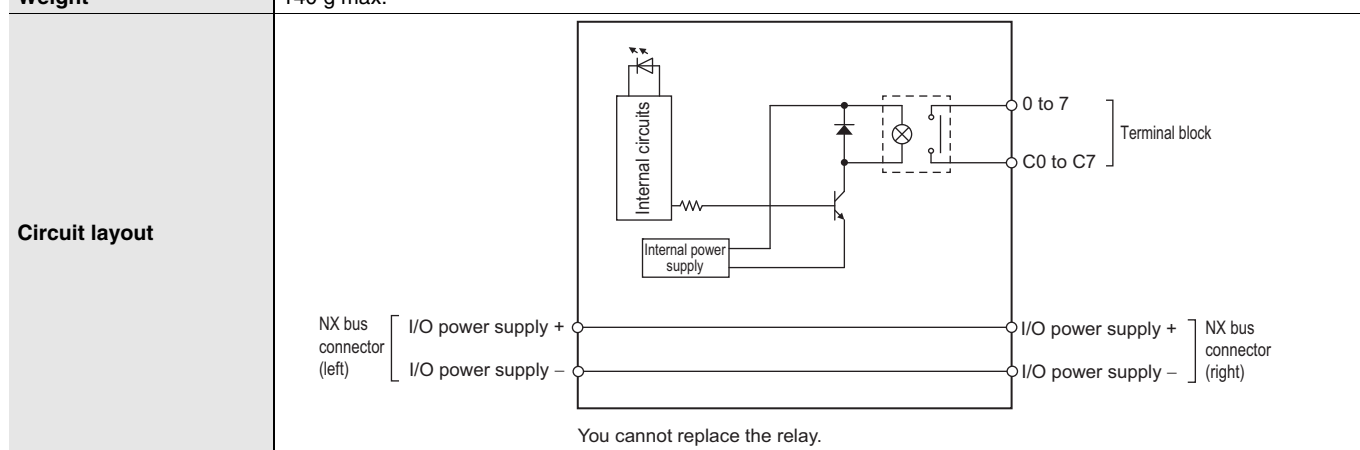 Weight
140 g max.
Circuit layout
Internal circuits
Internal power
supply
0 to 7
C0 to C7
Terminal block
NX bus
connector
(left)
I/O power supply +
I/O power supply −
I/O power supply +
I/O power supply −
NX bus
connector
(right)
You cannot replace the relay.